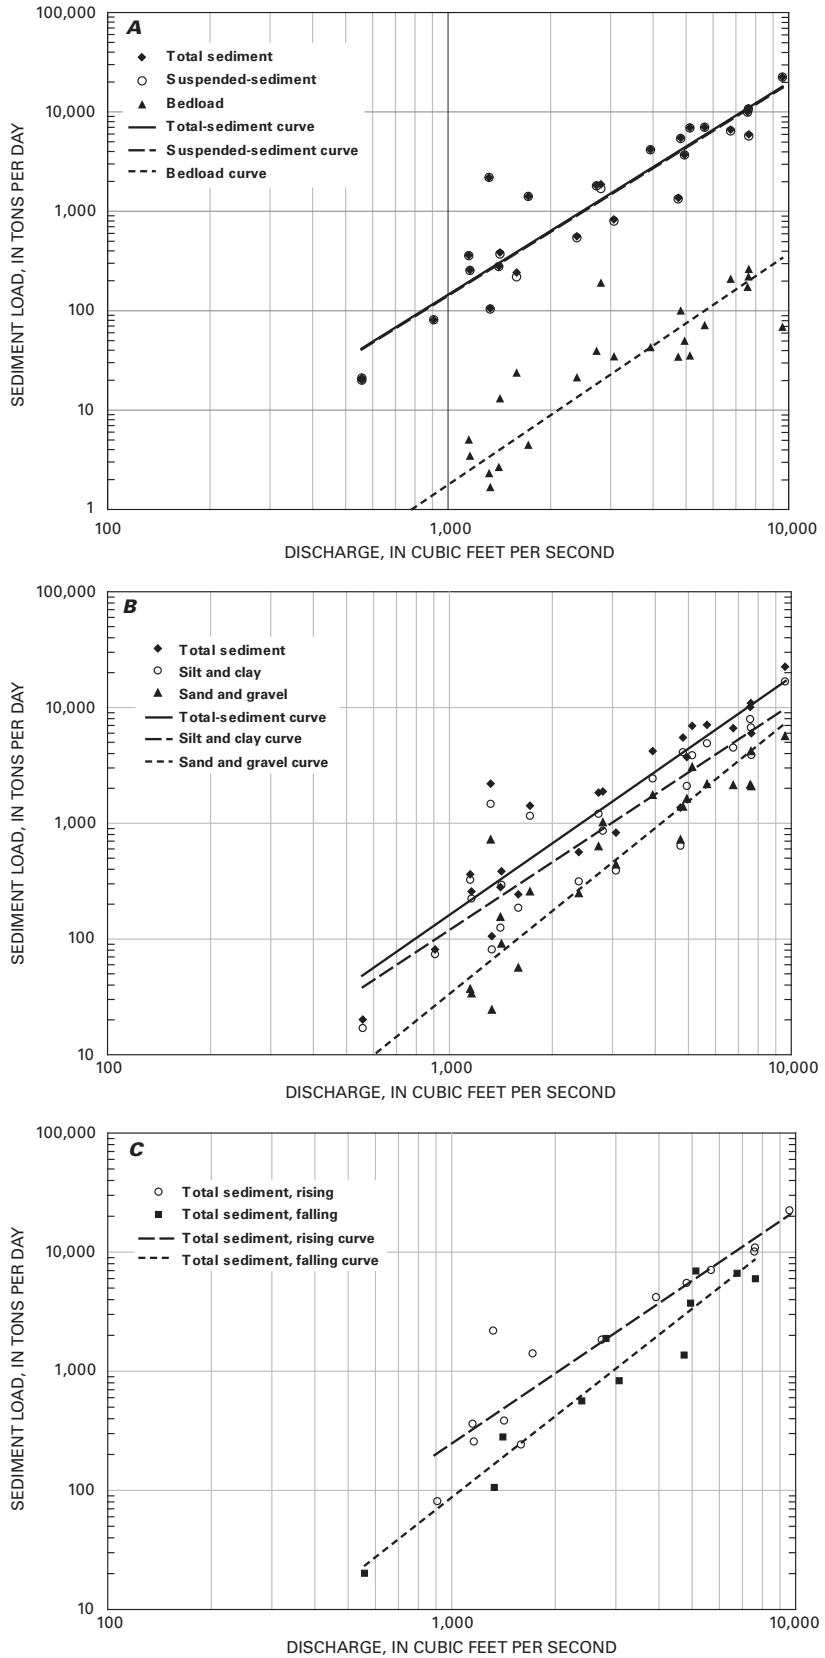 100,000
A
Total sediment
Suspended-sediment
Bedload
Total-sediment curve
Suspended-sediment curve
Bedload curve
10,000
1,000
100
10
1
SEDIMENT LOAD, IN TONS PER DAY
100 1,000 10,000
DISCHARGE, IN CUBIC FEET PER SECOND
100,000
B
Total sediment
Silt and clay
Sand and gravel
Total-sediment curve
Silt and clay curve
Sand and gravel curve
10,000
1,000
100
10
SEDIMENT LOAD, IN TONS PER DAY
100 1,000 10,000
DISCHARGE, IN CUBIC FEET PER SECOND
100,000
C
Total sediment, rising
Total sediment, falling
Total sediment, rising curve
Total sediment, falling curve
10,000
1,000
100
10
SEDIMENT LOAD, IN TONS PER DAY
100 1,000 10,000
DISCHARGE, IN CUBIC FEET PER SECOND